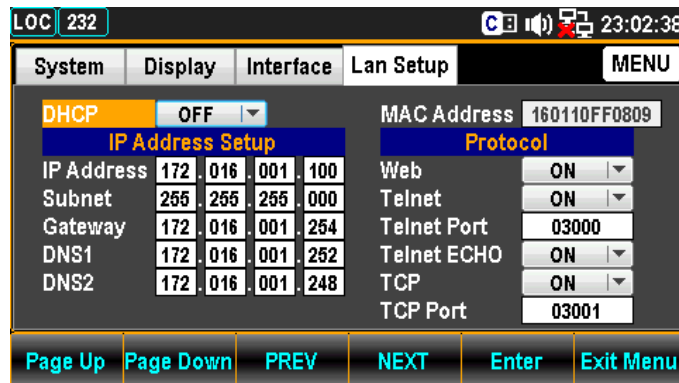 LOC 232 C 23:02:38
System Display Interface Lan Setup MENU
DHCP OFF MAC Address 160110FF0809
IP Address Setup Protocol
IP Address 172.016.001.100 Web ON
Subnet 255.255.255.000 Telnet ON
Gateway 172.016.001.254 Telnet Port 03000
DNS1 172.016.001.252 Telnet ECHO ON
DNS2 172.016.001.248 TCP ON
TCP Port 03001
Page Up Page Down PREV NEXT Enter Exit Menu